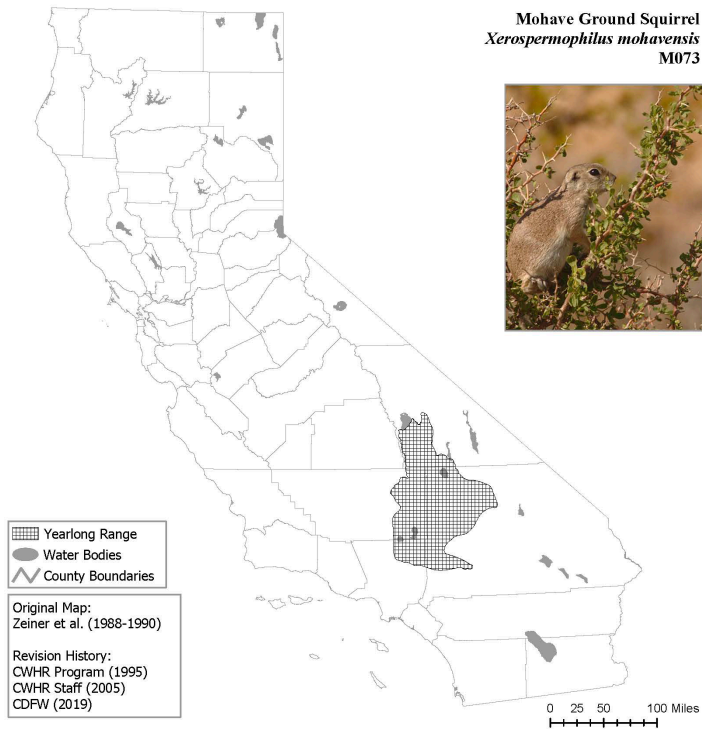 Mohave Ground Squirrel
Xerospermophilus mohavensis
M073
Yearlong Range
Water Bodies
County Boundaries
Original Map:
Zeiner et al. (1988-1990)
Revision History:
CWHR Program (1995)
CWHR Staff (2005)
CDFW (2019)
0 25 50 100 Miles